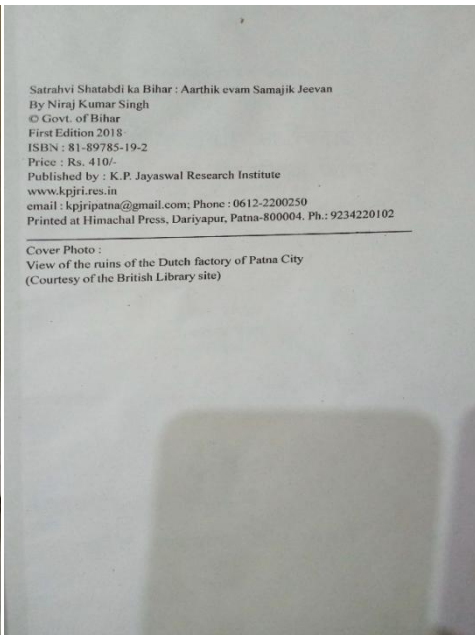 Satrahvi Shatabdi ka Bihar : Aarthik evam Samajik Jeevan
By Niraj Kumar Singh
© Govt. of Bihar
First Edition 2018
ISBN : 81-89785-19-2
Price : Rs. 410/-
Published by : K.P. Jayaswal Research Institute
www.kpjri.res.in
email : kpjripatna@gmail.com; Phone : 0612-2200250
Printed at Himachal Press, Dariyapur, Patna-800004. Ph.: 9234220102
Cover Photo :
View of the ruins of the Dutch factory of Patna City
(Courtesy of the British Library site)